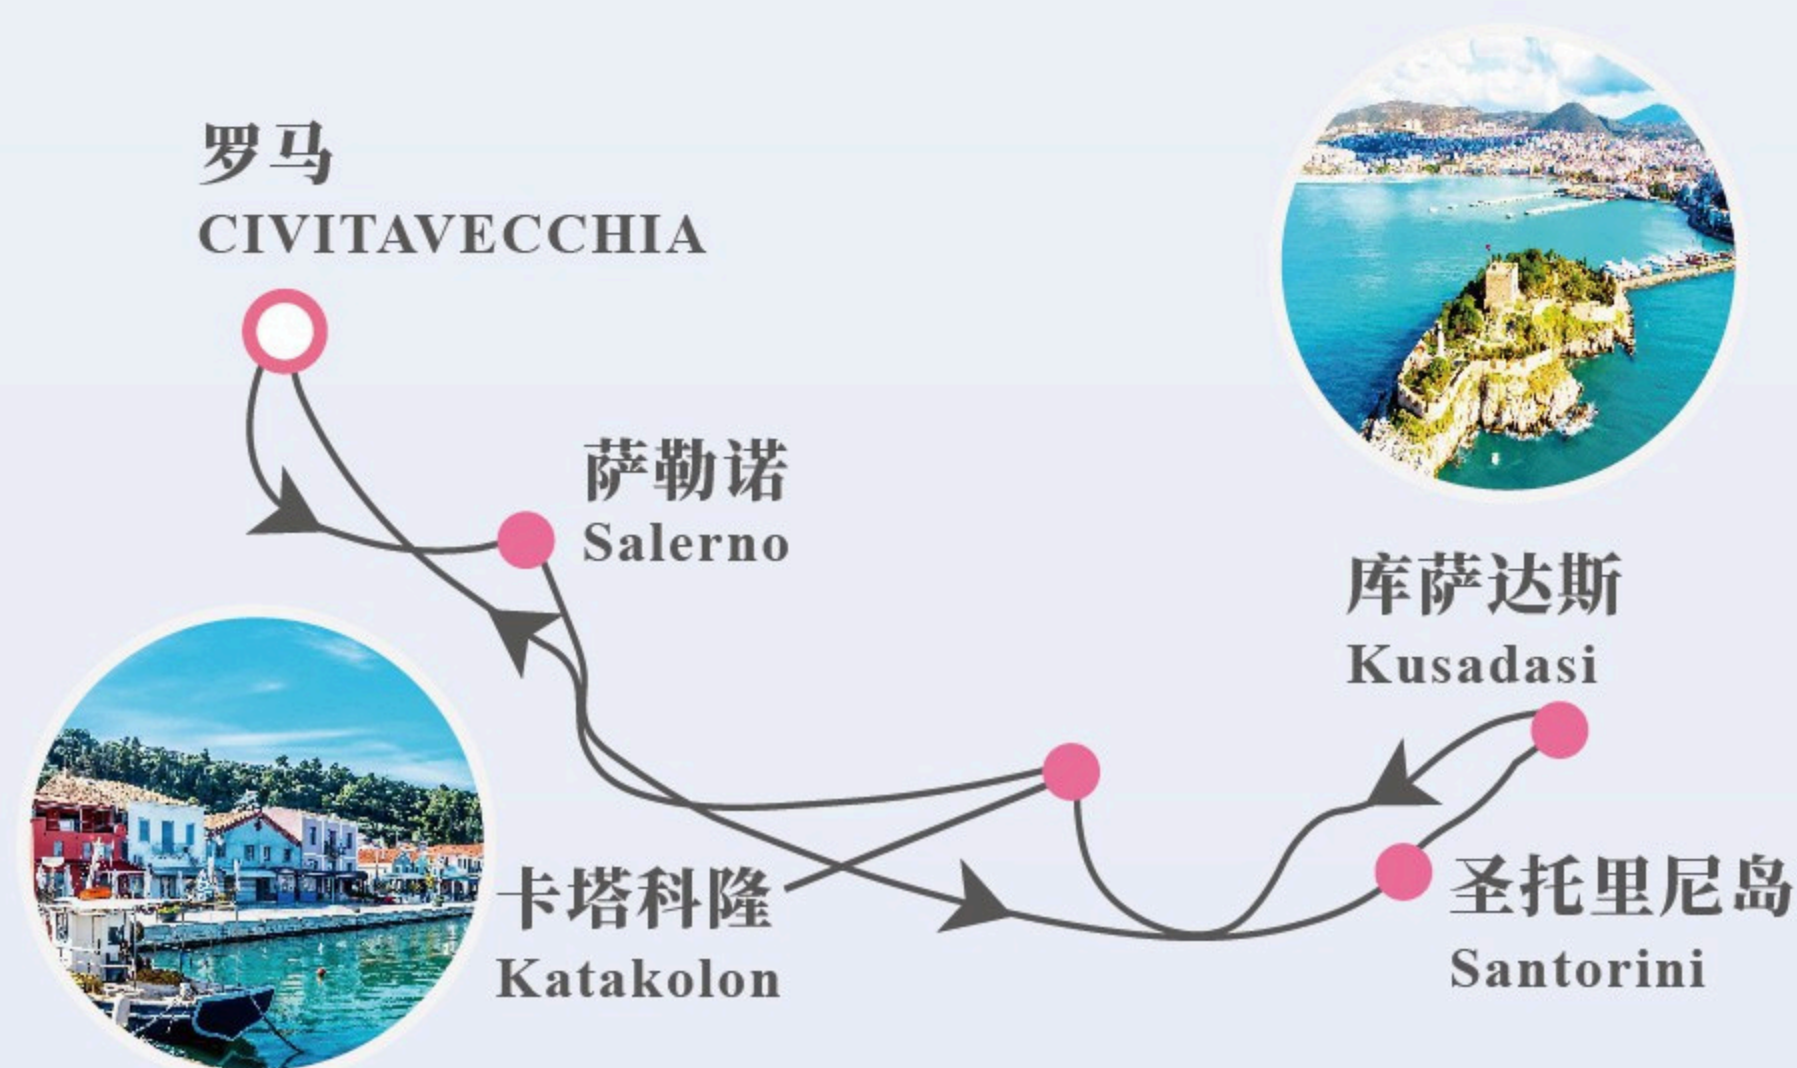 罗马
CIVITAVECCHIA
萨勒诺
Salerno
库萨达斯
Kusadasi
卡塔科隆
Katakolon
圣托里尼岛
Santorini